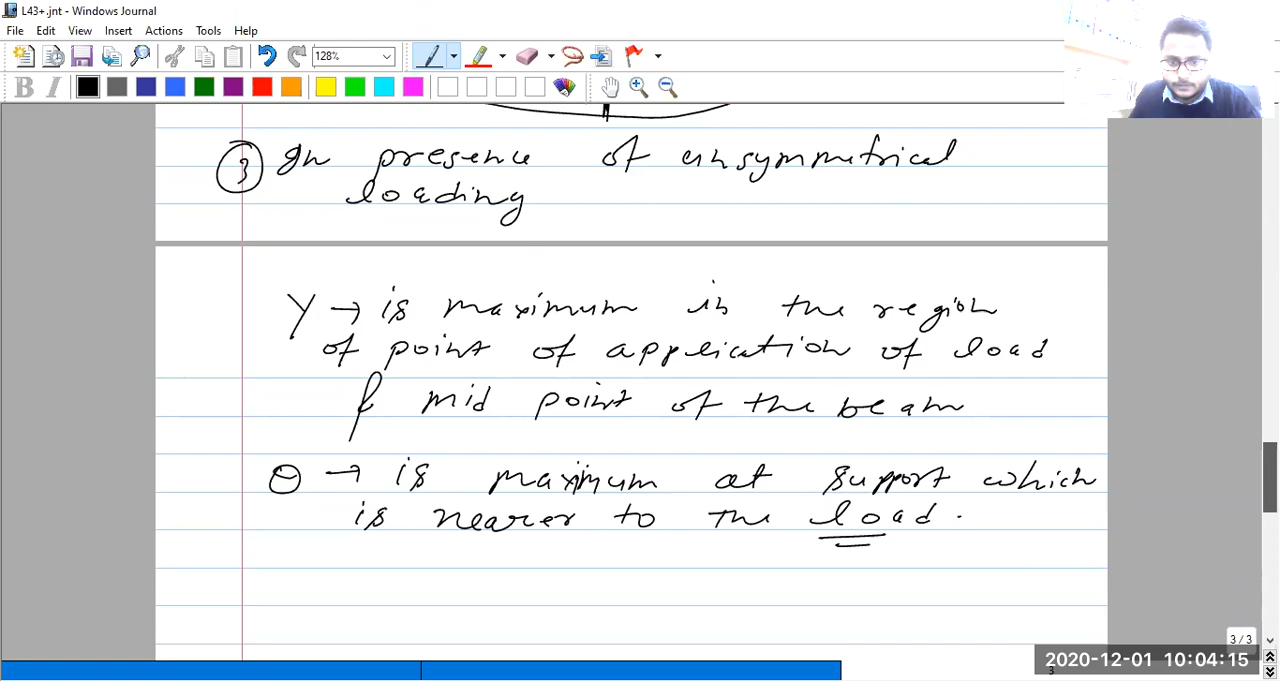 L43+.jnt - Windows Journal
File Edit View Insert Actions Tools Help
128%
B I
3 In presence of unsymmetrical
loading
Y → is maximum in the region
of point of application of load
& mid point of the beam
θ → is maximum at support which
is nearer to the load.
3 / 3
2020-12-01 10:04:15
3